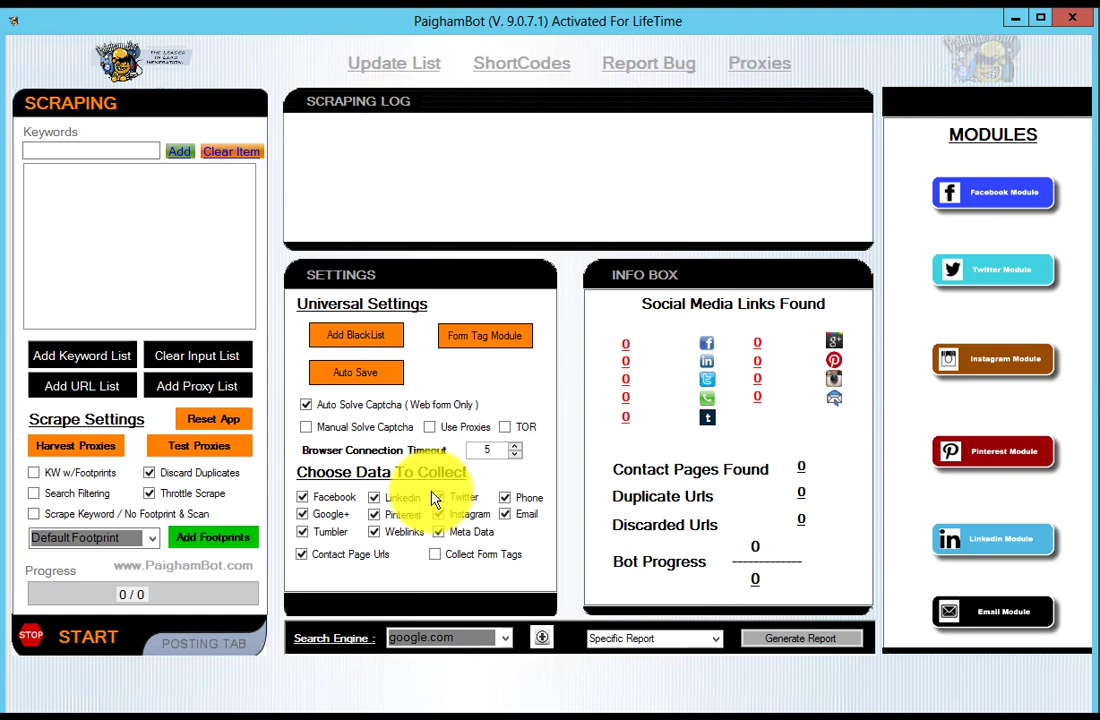 PaighamBot (V. 9.0.7.1) Activated For LifeTime
THE LEADER
IN LEAD
GENERATION.
Update List
ShortCodes
Report Bug
Proxies
SCRAPING
Keywords
Add
Clear Item
Add Keyword List
Clear Input List
Add URL List
Add Proxy List
Scrape Settings
Reset App
Harvest Proxies
Test Proxies
KW w/Footprints
Discard Duplicates
Search Filtering
Throttle Scrape
Scrape Keyword / No Footprint & Scan
Default Footprint
Add Footprints
www.PaighamBot.com
Progress
0 / 0
STOP
START
POSTING TAB
SCRAPING LOG
SETTINGS
Universal Settings
Add BlackList
Form Tag Module
Auto Save
Auto Solve Captcha ( Web form Only )
Manual Solve Captcha
Use Proxies
TOR
Browser Connection Timeout
5
Choose Data To Collect
Facebook
Linkedin
Twitter
Phone
Google+
Pinterest
Instagram
Email
Tumbler
Weblinks
Meta Data
Contact Page Urls
Collect Form Tags
INFO BOX
Social Media Links Found
0 0
0 0
0 0
0 0
0
Contact Pages Found 0
Duplicate Urls 0
Discarded Urls 0
Bot Progress
0
------------
0
Search Engine :
google.com
Specific Report
Generate Report
MODULES
Facebook Module
Twitter Module
Instagram Module
Pinterest Module
Linkedin Module
Email Module